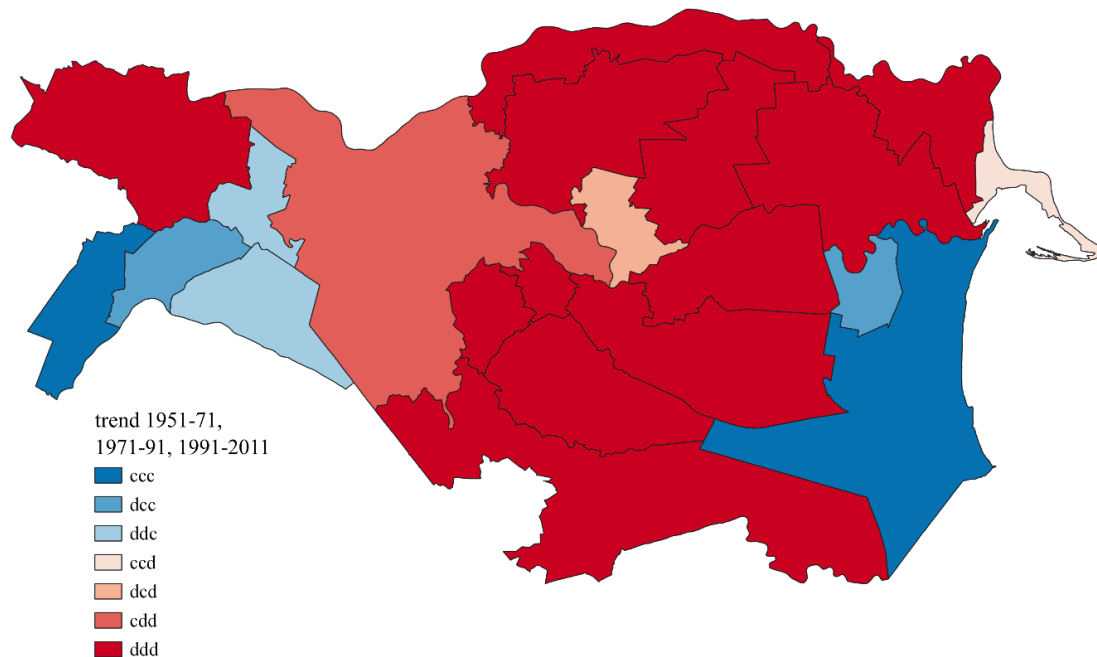 trend 1951-71,
1971-91, 1991-2011
ccc
dcc
ddc
ccd
dcd
cdd
ddd